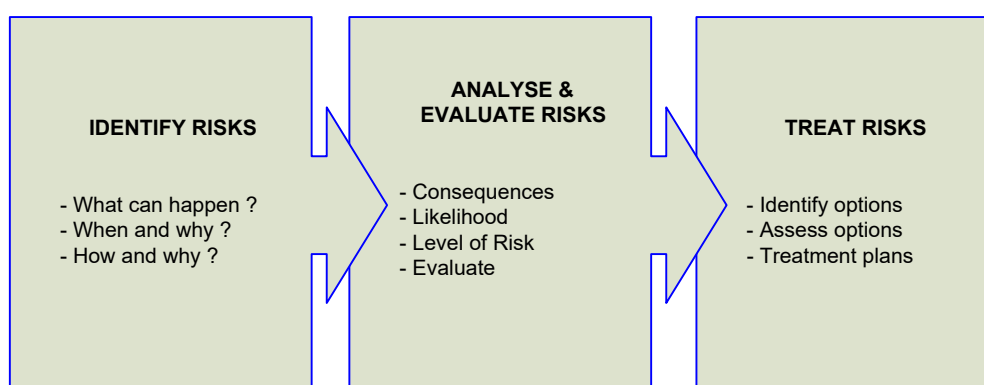 IDENTIFY RISKS
- What can happen ?
- When and why ?
- How and why ?
ANALYSE &
EVALUATE RISKS
- Consequences
- Likelihood
- Level of Risk
- Evaluate
TREAT RISKS
- Identify options
- Assess options
- Treatment plans